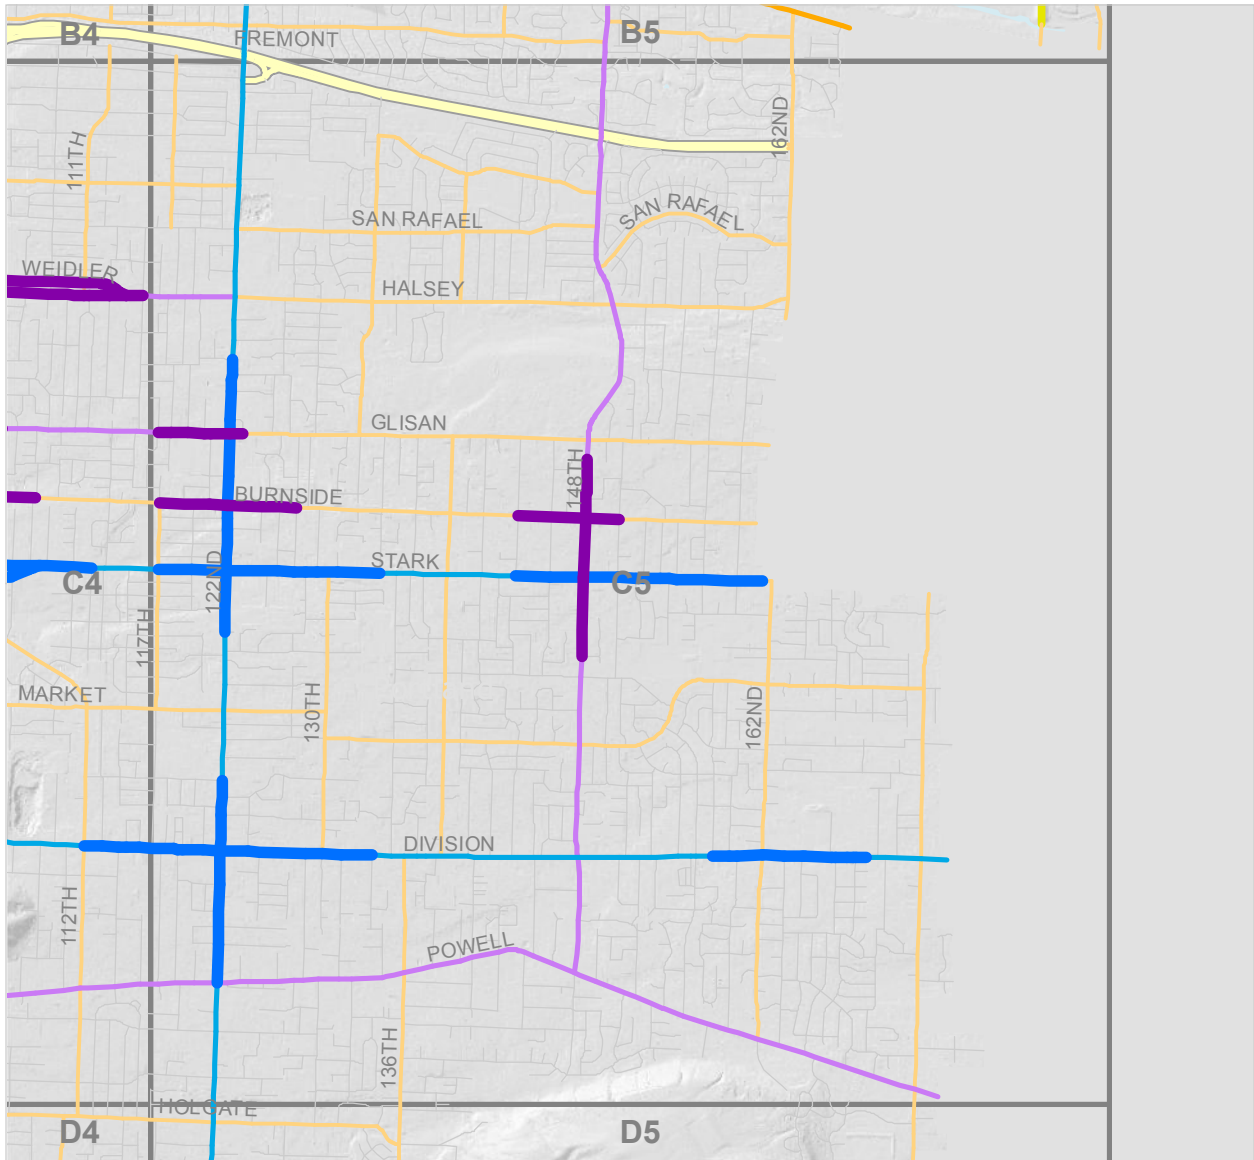 B4
B5
FREMONT
162ND
111TH
SAN RAFAEL
SAN RAFAEL
WEIDLER
HALSEY
GLISAN
148TH
BURNSIDE
STARK
C4
122ND
C5
117TH
MARKET
130TH
162ND
DIVISION
112TH
POWELL
136TH
HOLGATE
D4
D5